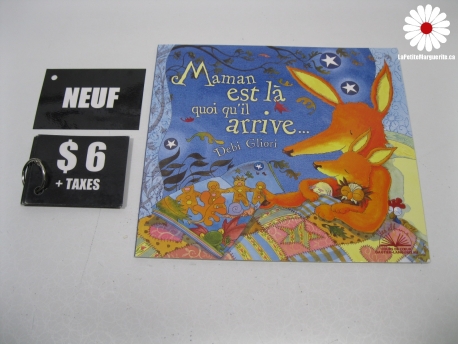 LaPetiteMarguerite.ca
NEUF
$ 6
+ TAXES
Maman
est là
quoi qu'il
arrive...
Debi Gliori